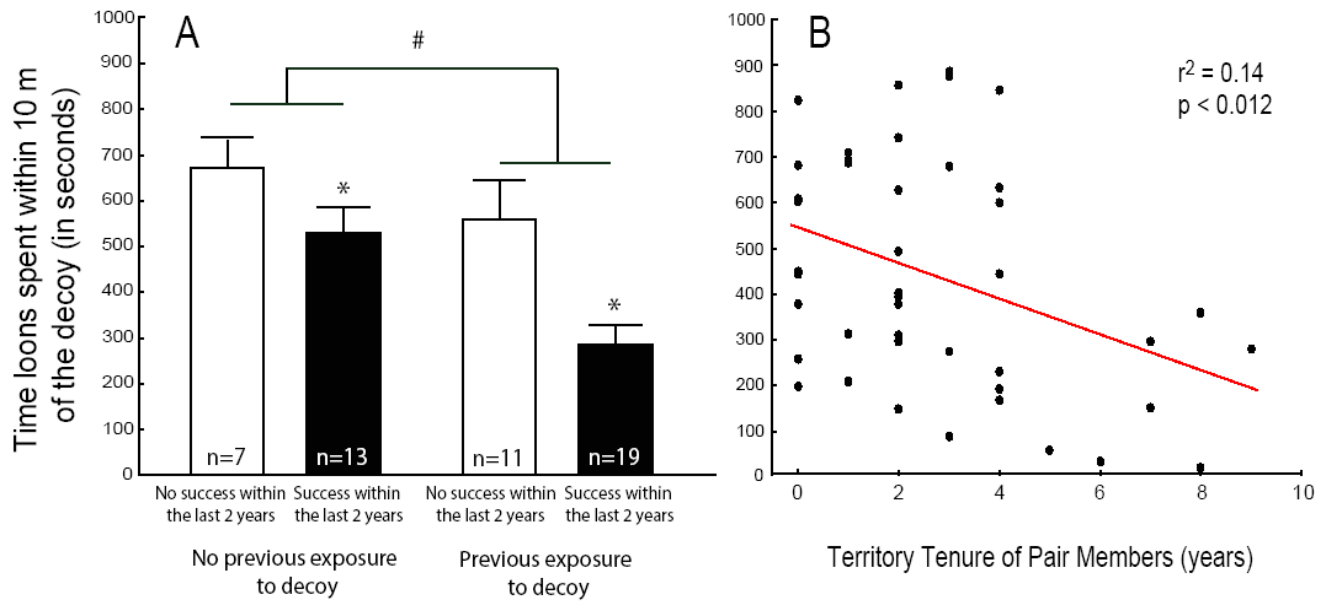 Time loons spent within 10 m
of the decoy (in seconds)
A
#
1000
900
800
700
600
500
400
300
200
100
0
*
*
n=7
n=13
n=11
n=19
No success within
the last 2 years
Success within
the last 2 years
No success within
the last 2 years
Success within
the last 2 years
No previous exposure
to decoy
Previous exposure
to decoy
B
r² = 0.14
p < 0.012
1000
900
800
700
600
500
400
300
200
100
0
0 2 4 6 8 10
Territory Tenure of Pair Members (years)